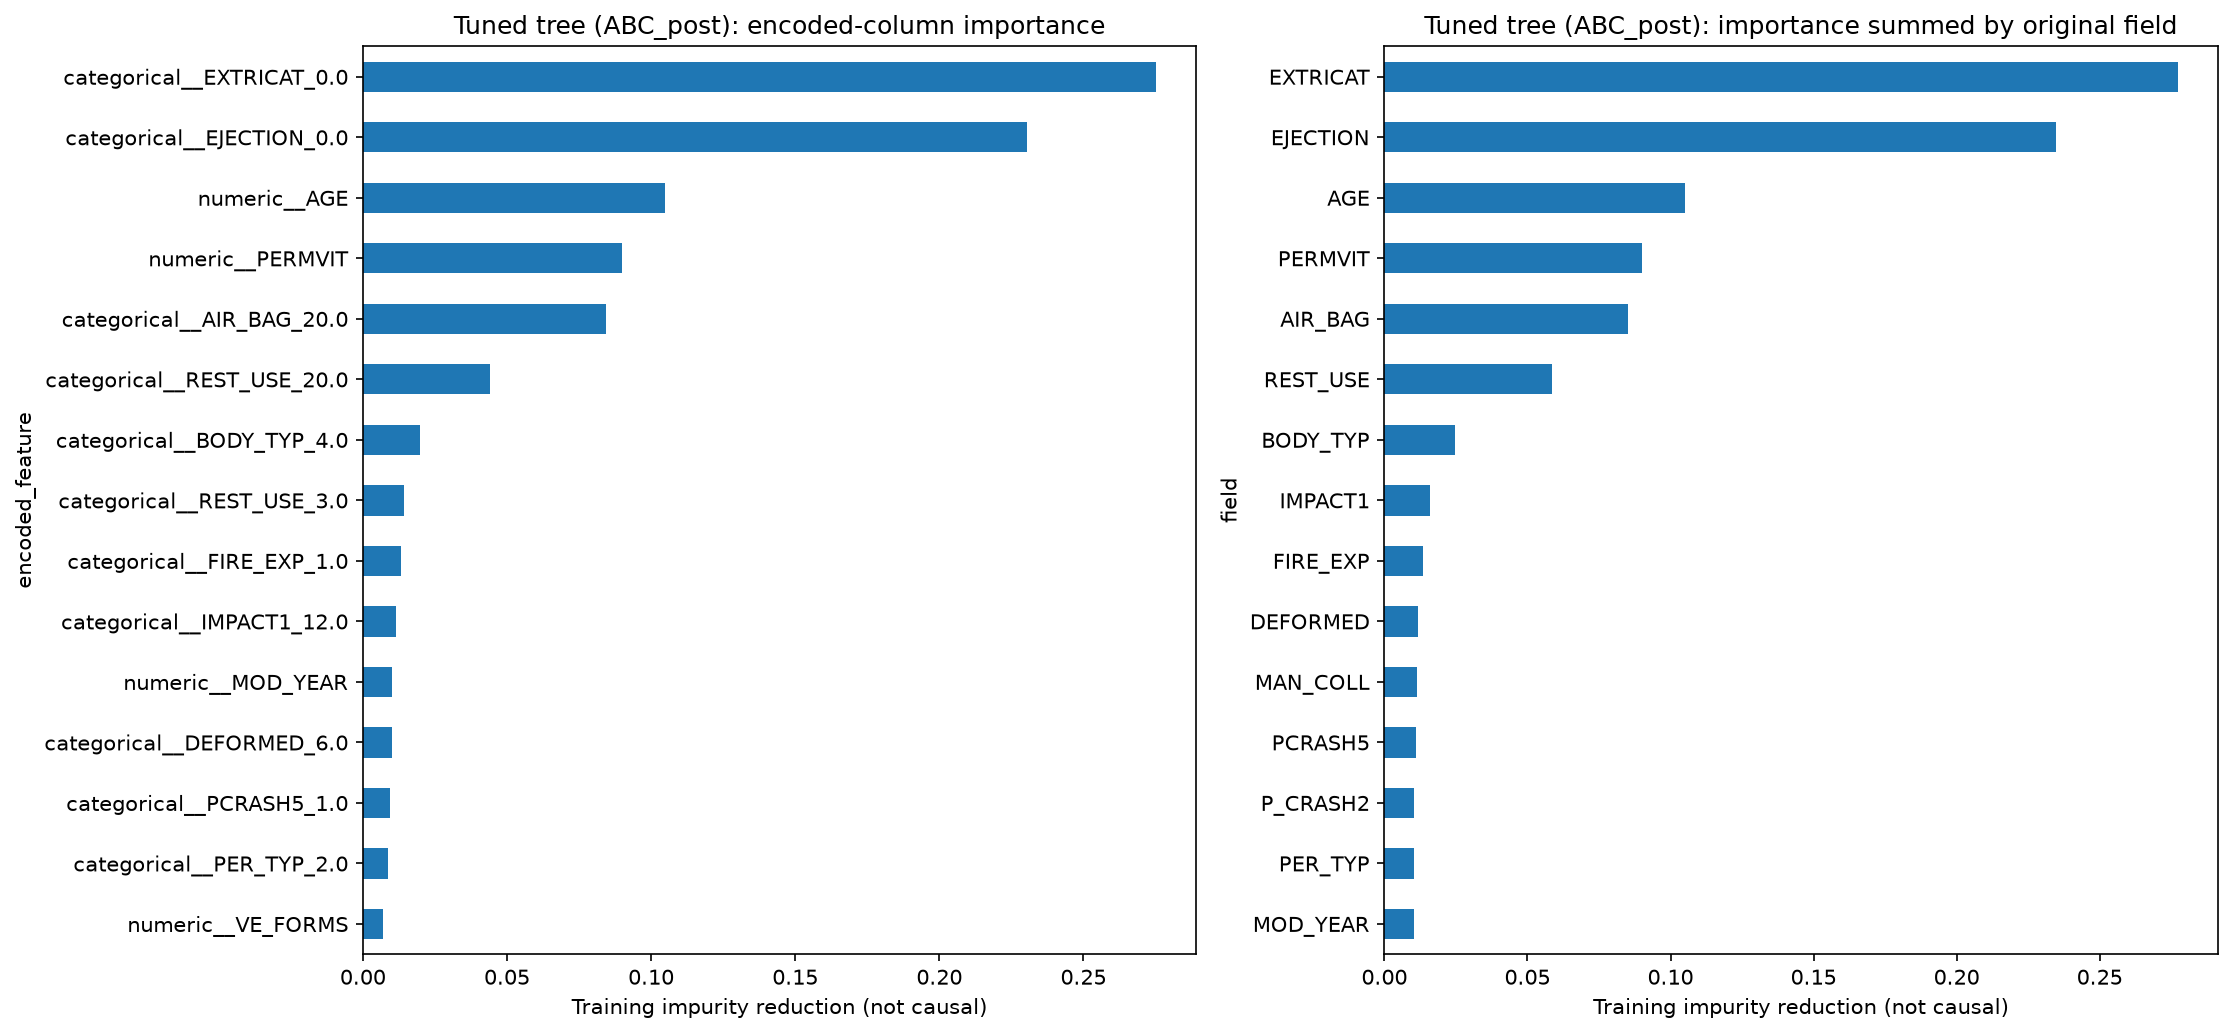 Tuned tree (ABC_post): encoded-column importance
encoded_feature
categorical__EXTRICAT_0.0
categorical__EJECTION_0.0
numeric__AGE
numeric__PERMVIT
categorical__AIR_BAG_20.0
categorical__REST_USE_20.0
categorical__BODY_TYP_4.0
categorical__REST_USE_3.0
categorical__FIRE_EXP_1.0
categorical__IMPACT1_12.0
numeric__MOD_YEAR
categorical__DEFORMED_6.0
categorical__PCRASH5_1.0
categorical__PER_TYP_2.0
numeric__VE_FORMS
0.00 0.05 0.10 0.15 0.20 0.25
Training impurity reduction (not causal)
Tuned tree (ABC_post): importance summed by original field
field
EXTRICAT
EJECTION
AGE
PERMVIT
AIR_BAG
REST_USE
BODY_TYP
IMPACT1
FIRE_EXP
DEFORMED
MAN_COLL
PCRASH5
P_CRASH2
PER_TYP
MOD_YEAR
0.00 0.05 0.10 0.15 0.20 0.25
Training impurity reduction (not causal)